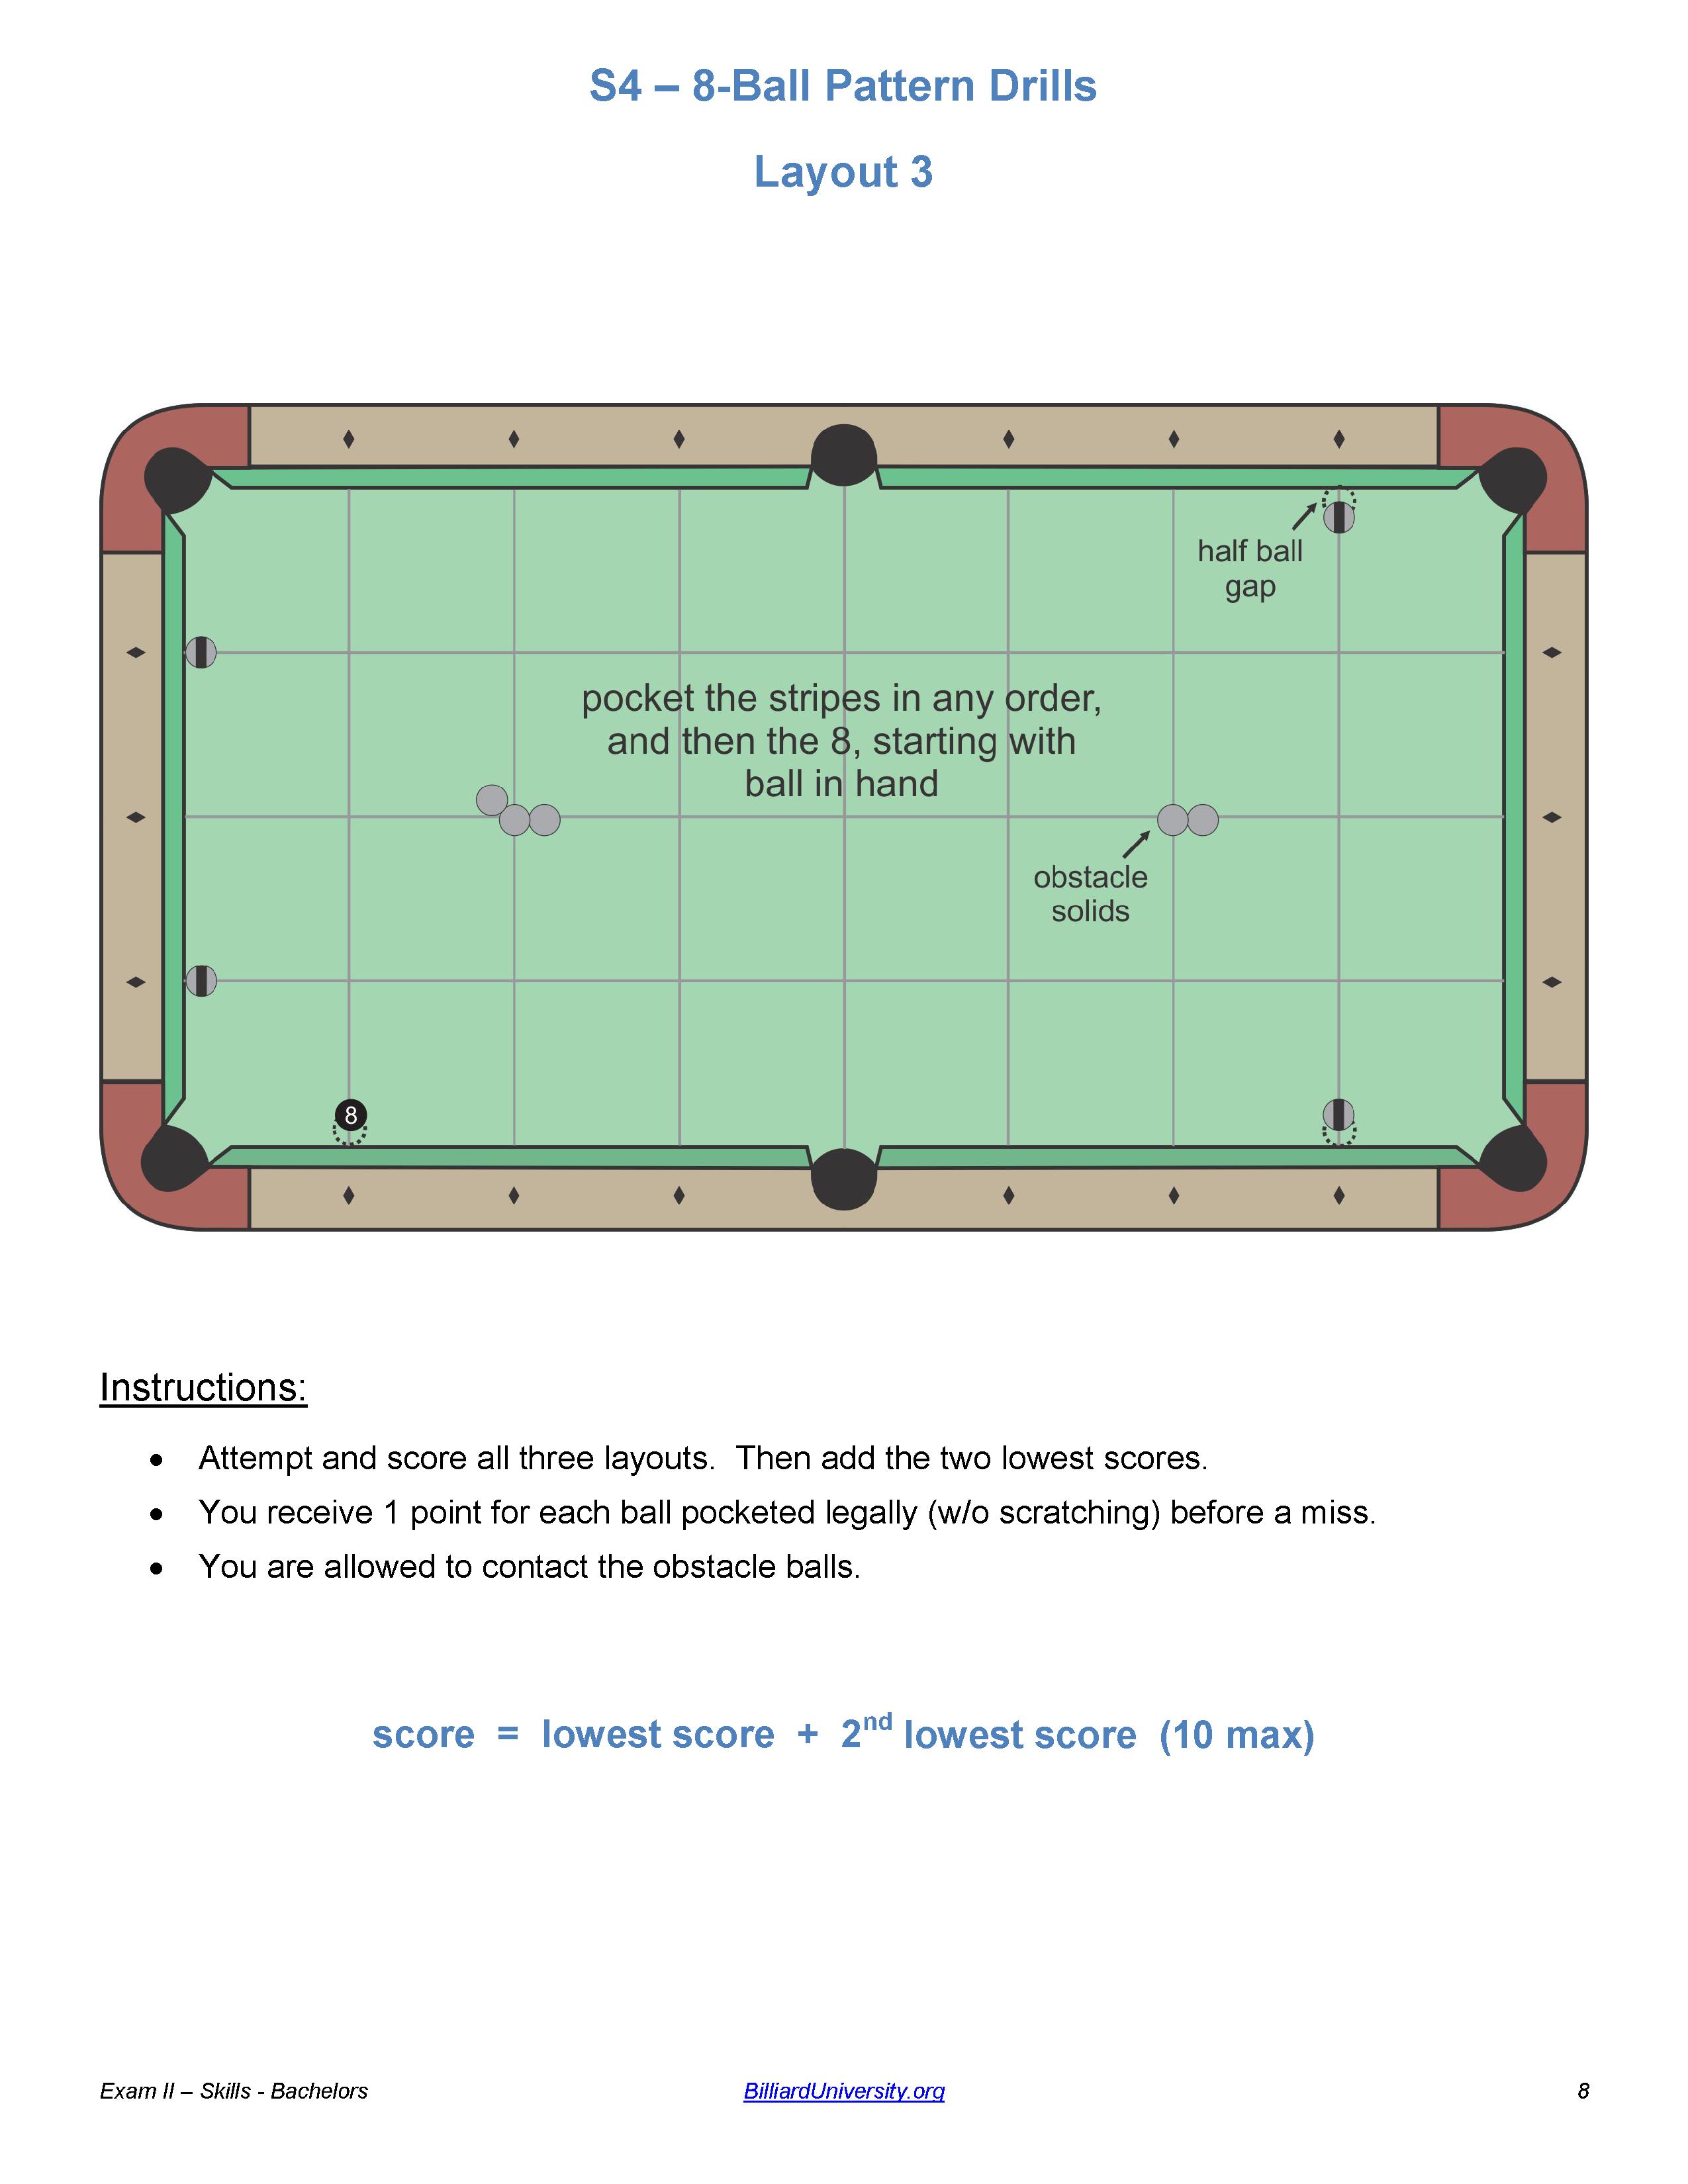 S4 – 8-Ball Pattern Drills
Layout 3
half ball
gap
pocket the stripes in any order,
and then the 8, starting with
ball in hand
obstacle
solids
8
Instructions:
• Attempt and score all three layouts.  Then add the two lowest scores.
• You receive 1 point for each ball pocketed legally (w/o scratching) before a miss.
• You are allowed to contact the obstacle balls.
score = lowest score + 2nd lowest score (10 max)
Exam II – Skills - Bachelors BilliardUniversity.org 8